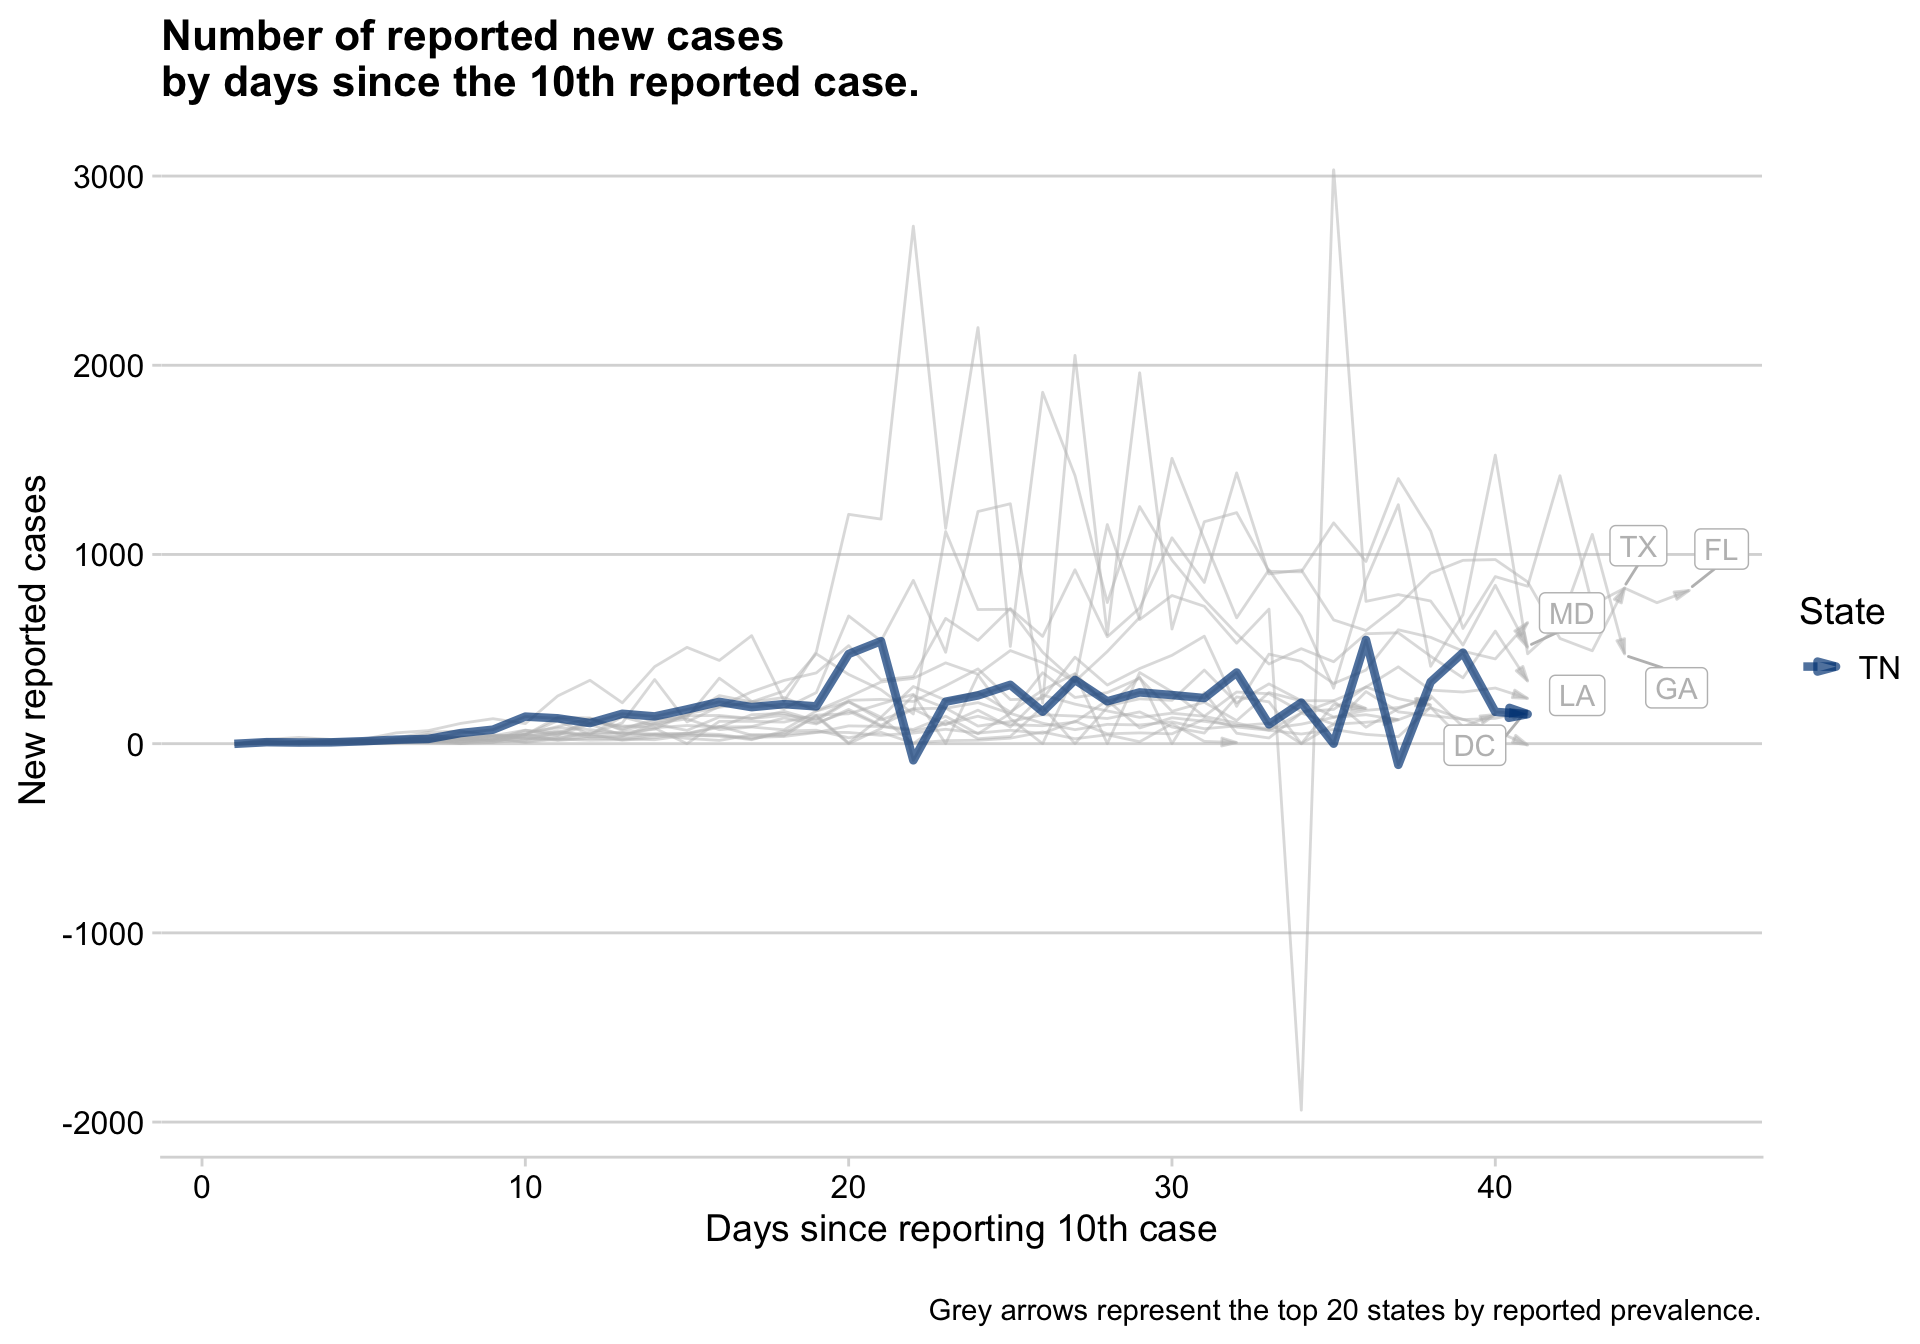 Number of reported new cases
by days since the 10th reported case.
New reported cases
3000
2000
1000
0
-1000
-2000
TX
FL
MD
GA
LA
DC
State
TN
0
10
20
30
40
Days since reporting 10th case
Grey arrows represent the top 20 states by reported prevalence.